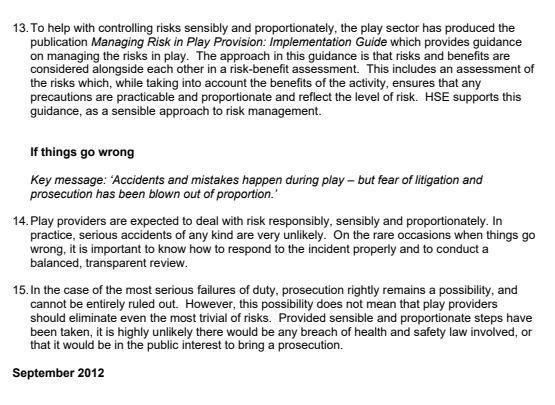 13. To help with controlling risks sensibly and proportionately, the play sector has produced the
publication Managing Risk in Play Provision: Implementation Guide which provides guidance
on managing the risks in play. The approach in this guidance is that risks and benefits are
considered alongside each other in a risk-benefit assessment. This includes an assessment of
the risks which, while taking into account the benefits of the activity, ensures that any
precautions are practicable and proportionate and reflect the level of risk. HSE supports this
guidance, as a sensible approach to risk management.
If things go wrong
Key message: ‘Accidents and mistakes happen during play – but fear of litigation and
prosecution has been blown out of proportion.’
14. Play providers are expected to deal with risk responsibly, sensibly and proportionately. In
practice, serious accidents of any kind are very unlikely. On the rare occasions when things go
wrong, it is important to know how to respond to the incident properly and to conduct a
balanced, transparent review.
15. In the case of the most serious failures of duty, prosecution rightly remains a possibility, and
cannot be entirely ruled out. However, this possibility does not mean that play providers
should eliminate even the most trivial of risks. Provided sensible and proportionate steps have
been taken, it is highly unlikely there would be any breach of health and safety law involved, or
that it would be in the public interest to bring a prosecution.
September 2012